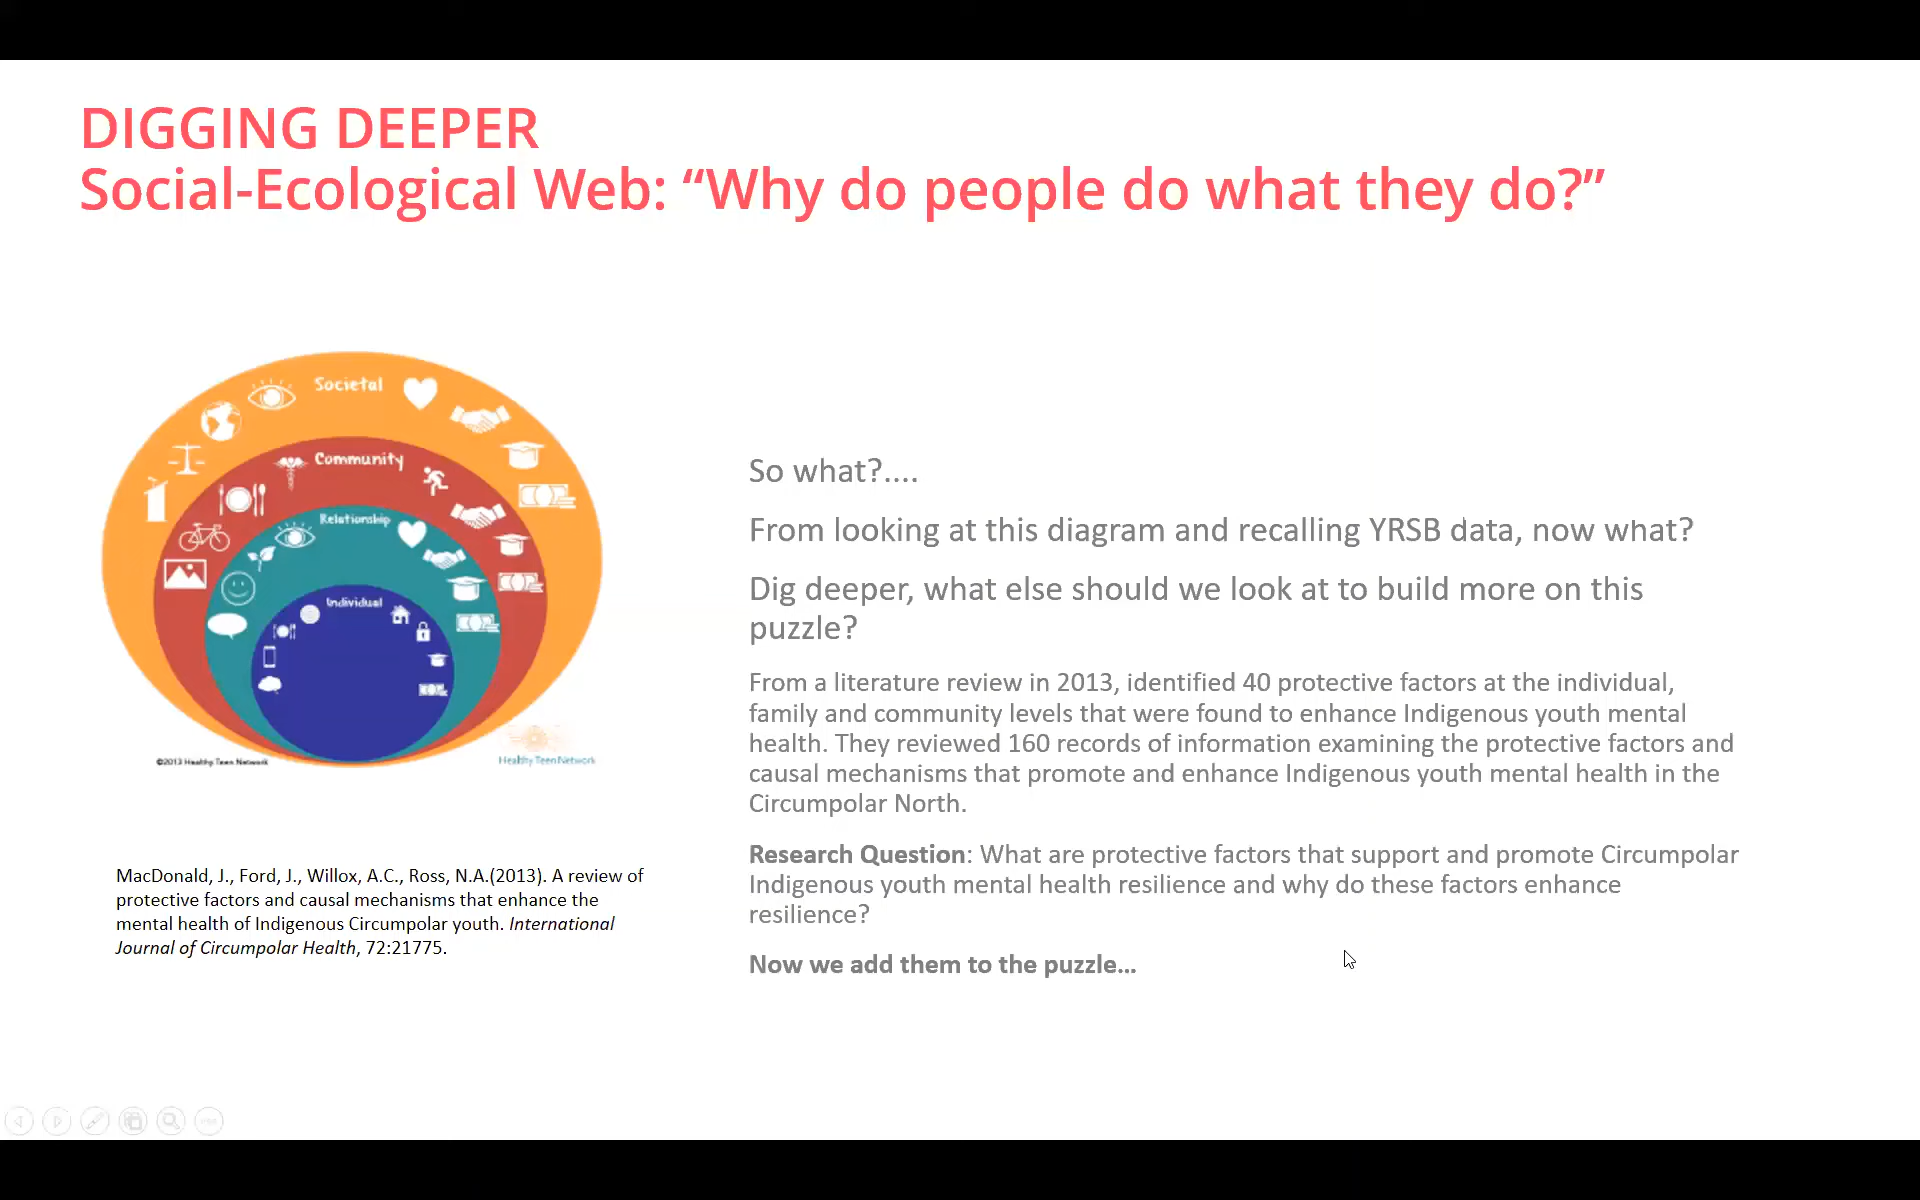 DIGGING DEEPER
Social-Ecological Web: “Why do people do what they do?”
Societal
Community
Relationship
Individual
©2013 Healthy Teen Network
Healthy Teen Network
MacDonald, J., Ford, J., Willox, A.C., Ross, N.A.(2013). A review of
protective factors and causal mechanisms that enhance the
mental health of Indigenous Circumpolar youth. International
Journal of Circumpolar Health, 72:21775.
So what?....
From looking at this diagram and recalling YRSB data, now what?
Dig deeper, what else should we look at to build more on this
puzzle?
From a literature review in 2013, identified 40 protective factors at the individual,
family and community levels that were found to enhance Indigenous youth mental
health. They reviewed 160 records of information examining the protective factors and
causal mechanisms that promote and enhance Indigenous youth mental health in the
Circumpolar North.
Research Question: What are protective factors that support and promote Circumpolar
Indigenous youth mental health resilience and why do these factors enhance
resilience?
Now we add them to the puzzle…